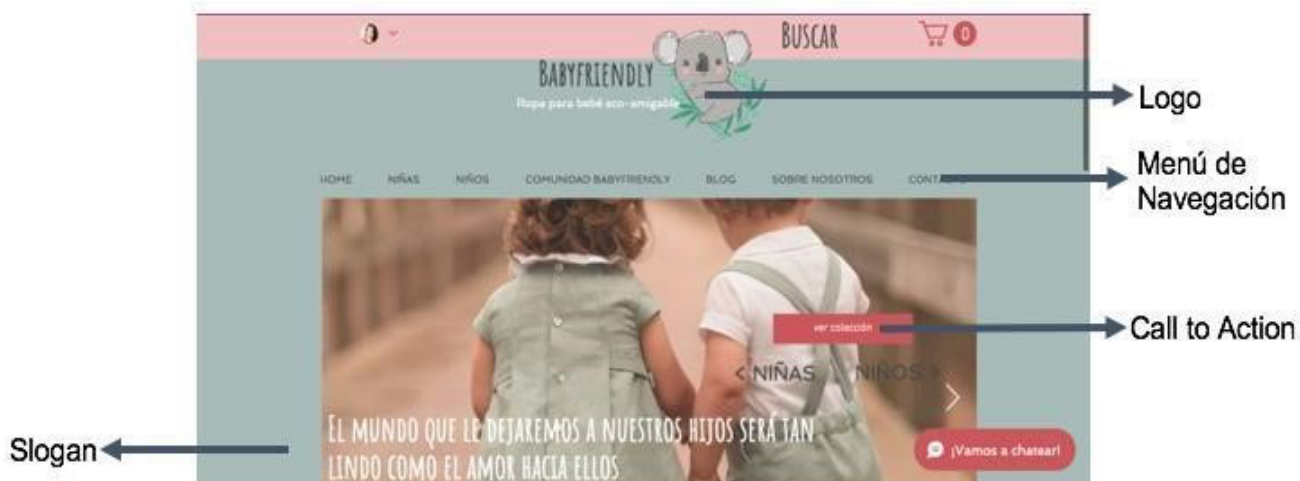 BUSCAR
0
BABYFRIENDLY
Ropa para bebé eco-amigable
Logo
HOME NIÑAS NIÑOS COMUNIDAD BABYFRIENDLY BLOG SOBRE NOSOTROS CONTACTO
Menú de
Navegación
ver colección
Call to Action
< NIÑAS NIÑOS >
EL MUNDO QUE LE DEJAREMOS A NUESTROS HIJOS SERÁ TAN
LINDO COMO EL AMOR HACIA ELLOS
Slogan
¡Vamos a chatear!